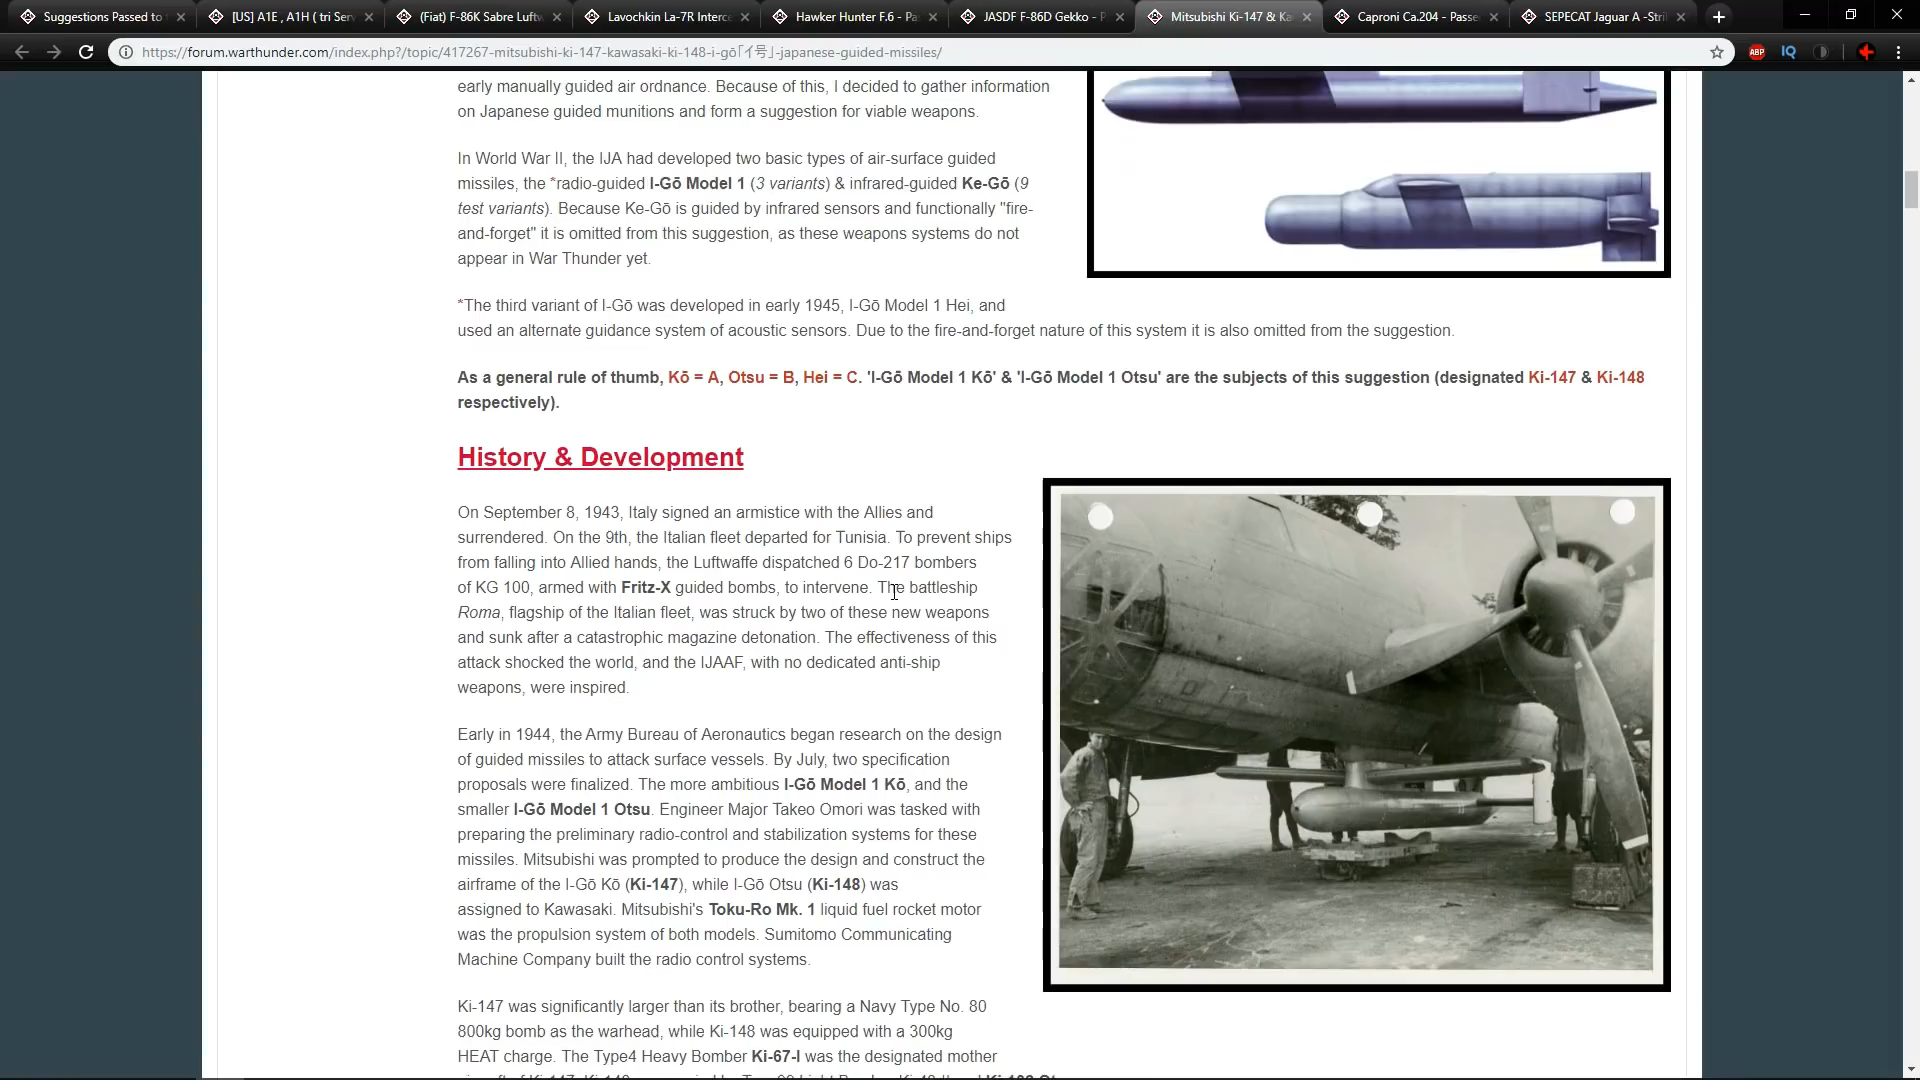 Suggestions Passed to
[US] A1E , A1H ( tri Serv
(Fiat) F-86K Sabre Luftw
Lavochkin La-7R Interce
Hawker Hunter F.6 - Pa
JASDF F-86D Gekko - P
Mitsubishi Ki-147 & Ka
Caproni Ca.204 - Passe
SEPECAT Jaguar A -Stri
https://forum.warthunder.com/index.php?/topic/417267-mitsubishi-ki-147-kawasaki-ki-148-i-gō「イ号」-japanese-guided-missiles/
ABP
IQ
early manually guided air ordnance. Because of this, I decided to gather information
on Japanese guided munitions and form a suggestion for viable weapons.
In World War II, the IJA had developed two basic types of air-surface guided
missiles, the *radio-guided I-Gō Model 1 (3 variants) & infrared-guided Ke-Gō (9
test variants). Because Ke-Gō is guided by infrared sensors and functionally "fire-
and-forget" it is omitted from this suggestion, as these weapons systems do not
appear in War Thunder yet.
*The third variant of I-Gō was developed in early 1945, I-Gō Model 1 Hei, and
used an alternate guidance system of acoustic sensors. Due to the fire-and-forget nature of this system it is also omitted from the suggestion.
As a general rule of thumb, Kō = A, Otsu = B, Hei = C. 'I-Gō Model 1 Kō' & 'I-Gō Model 1 Otsu' are the subjects of this suggestion (designated Ki-147 & Ki-148
respectively).
History & Development
On September 8, 1943, Italy signed an armistice with the Allies and
surrendered. On the 9th, the Italian fleet departed for Tunisia. To prevent ships
from falling into Allied hands, the Luftwaffe dispatched 6 Do-217 bombers
of KG 100, armed with Fritz-X guided bombs, to intervene. The battleship
Roma, flagship of the Italian fleet, was struck by two of these new weapons
and sunk after a catastrophic magazine detonation. The effectiveness of this
attack shocked the world, and the IJAAF, with no dedicated anti-ship
weapons, were inspired.
Early in 1944, the Army Bureau of Aeronautics began research on the design
of guided missiles to attack surface vessels. By July, two specification
proposals were finalized. The more ambitious I-Gō Model 1 Kō, and the
smaller I-Gō Model 1 Otsu. Engineer Major Takeo Omori was tasked with
preparing the preliminary radio-control and stabilization systems for these
missiles. Mitsubishi was prompted to produce the design and construct the
airframe of the I-Gō Kō (Ki-147), while I-Gō Otsu (Ki-148) was
assigned to Kawasaki. Mitsubishi's Toku-Ro Mk. 1 liquid fuel rocket motor
was the propulsion system of both models. Sumitomo Communicating
Machine Company built the radio control systems.
Ki-147 was significantly larger than its brother, bearing a Navy Type No. 80
800kg bomb as the warhead, while Ki-148 was equipped with a 300kg
HEAT charge. The Type4 Heavy Bomber Ki-67-I was the designated mother